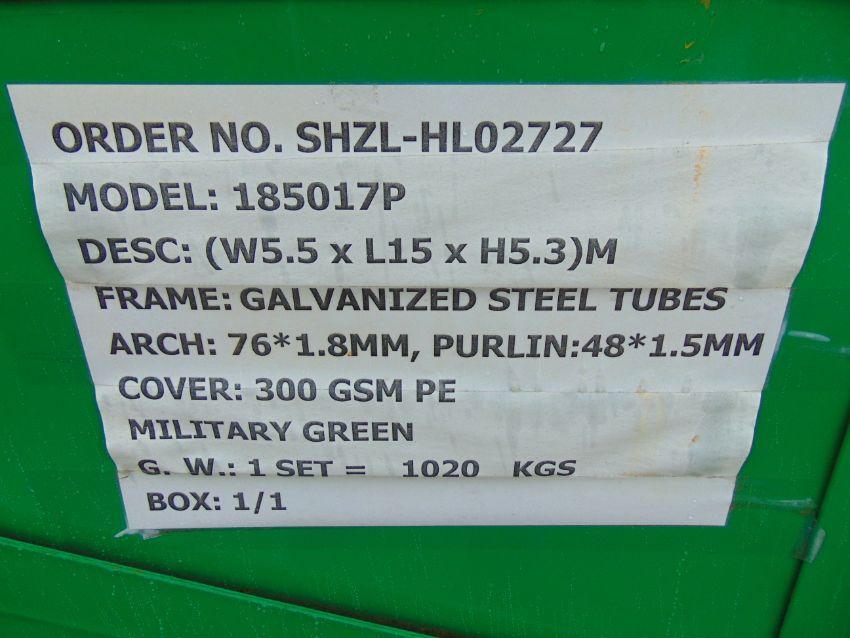 ORDER NO. SHZL-HL02727
MODEL: 185017P
DESC: (W5.5 x L15 x H5.3)M
FRAME: GALVANIZED STEEL TUBES
ARCH: 76*1.8MM, PURLIN:48*1.5MM
COVER: 300 GSM PE
MILITARY GREEN
G. W.: 1 SET = 1020 KGS
BOX: 1/1